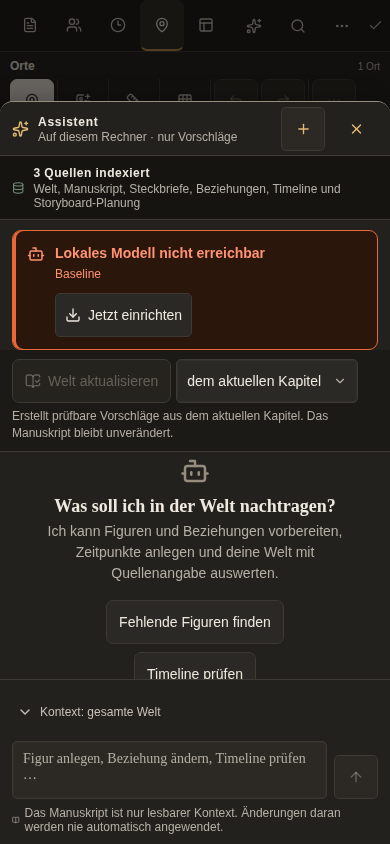 Orte
1 Ort
Assistent
Auf diesem Rechner · nur Vorschläge
3 Quellen indexiert
Welt, Manuskript, Steckbriefe, Beziehungen, Timeline und
Storyboard-Planung
Lokales Modell nicht erreichbar
Baseline
Jetzt einrichten
Welt aktualisieren
dem aktuellen Kapitel
Erstellt prüfbare Vorschläge aus dem aktuellen Kapitel. Das
Manuskript bleibt unverändert.
Was soll ich in der Welt nachtragen?
Ich kann Figuren und Beziehungen vorbereiten,
Zeitpunkte anlegen und deine Welt mit
Quellenangabe auswerten.
Fehlende Figuren finden
Timeline prüfen
Kontext: gesamte Welt
Figur anlegen, Beziehung ändern, Timeline prüfen
…
Das Manuskript ist nur lesbarer Kontext. Änderungen daran
werden nie automatisch angewendet.